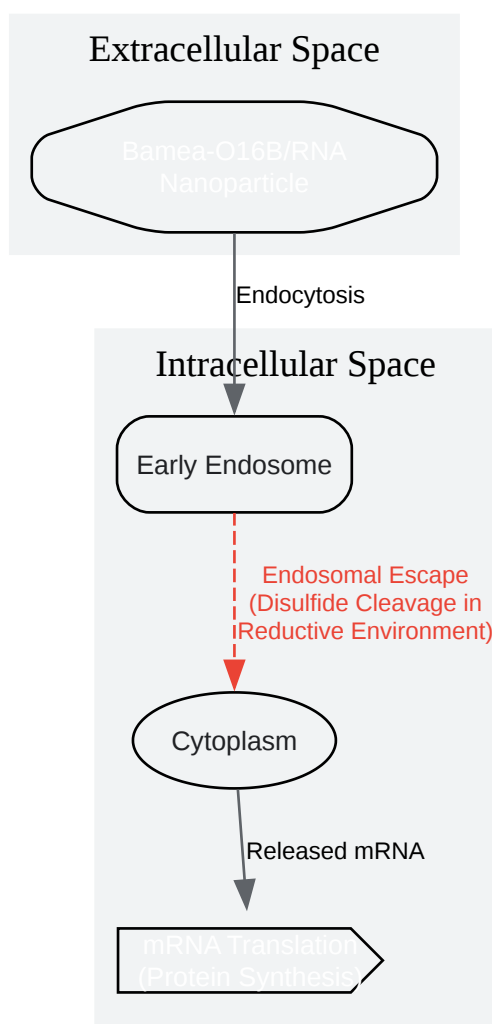 Extracellular Space
Bamea-O16B/RNA
Nanoparticle
Endocytosis
Intracellular Space
Early Endosome
Endosomal Escape
(Disulfide Cleavage in
Reductive Environment)
Cytoplasm
Released mRNA
mRNA Translation
(Protein Synthesis)